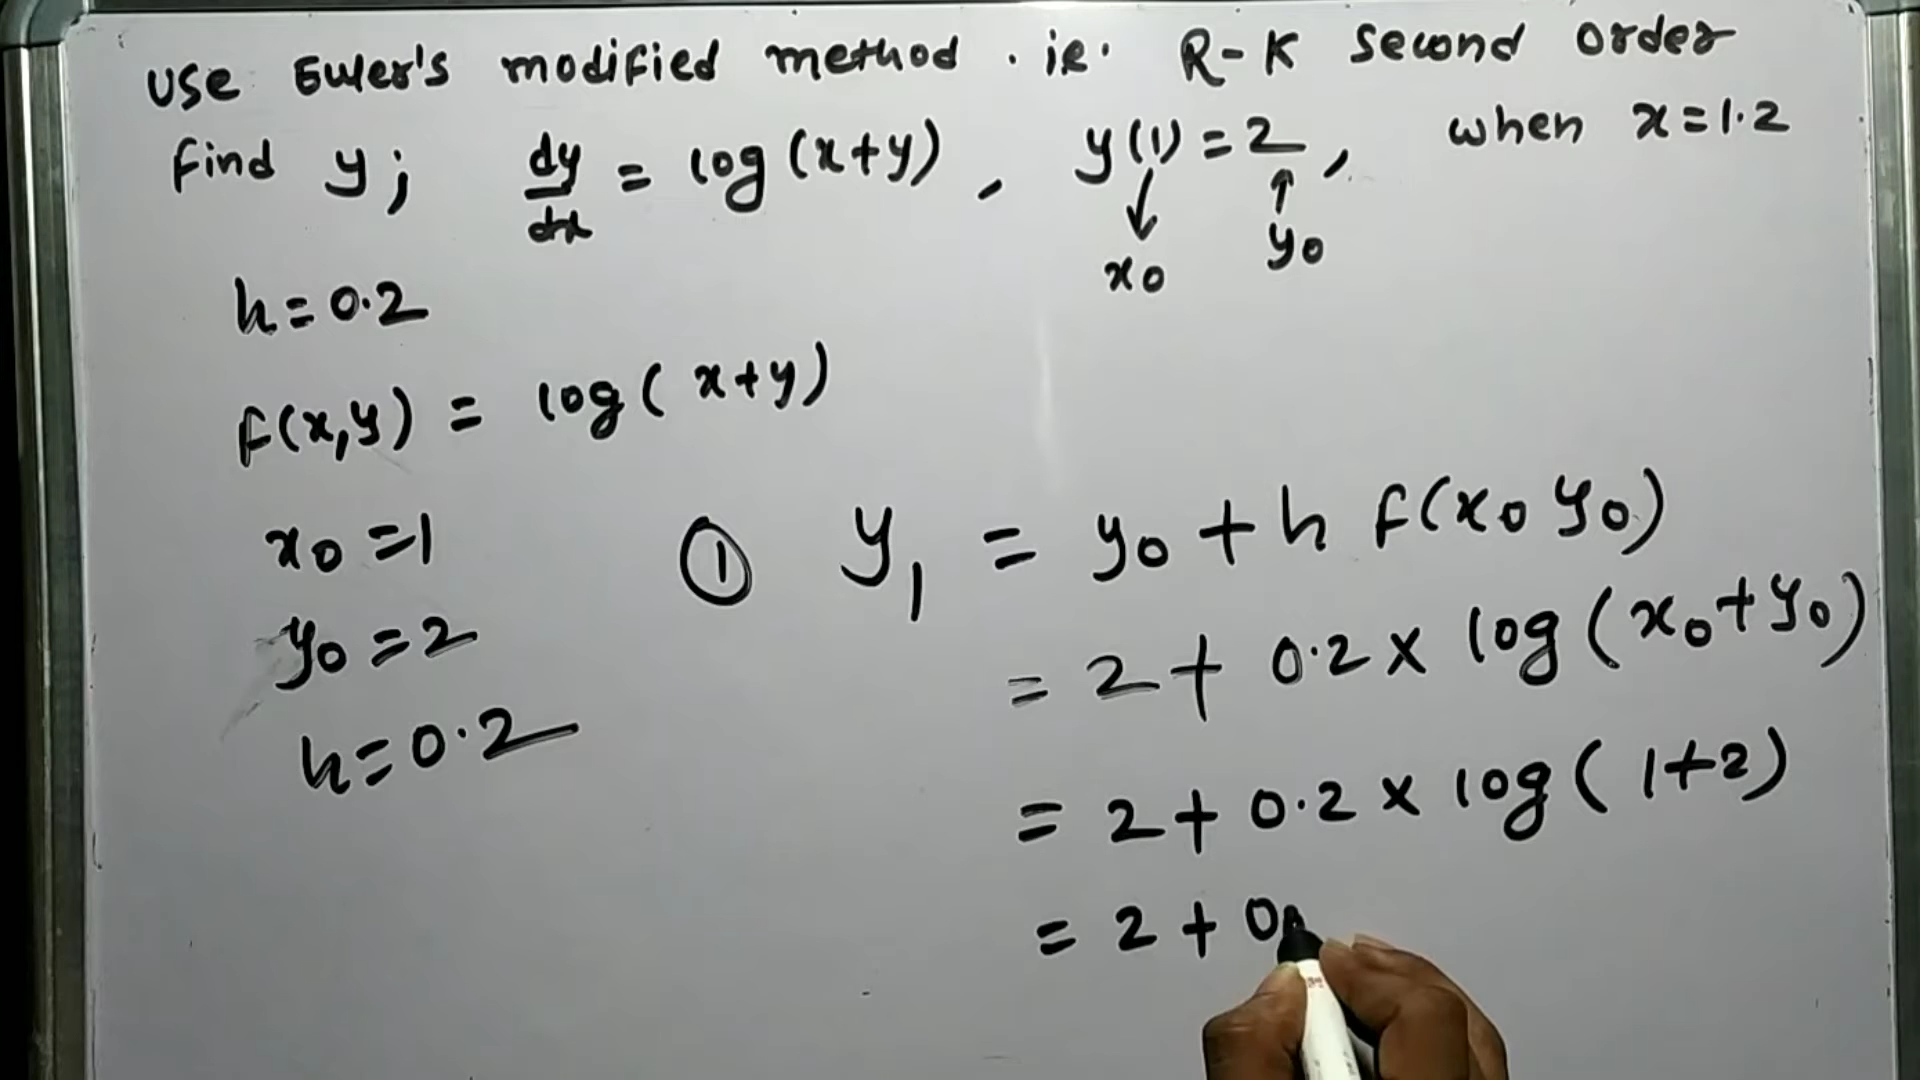 Use Euler's modified method . ie. R-K second order
find y; dy/dx = log(x+y), y(1)=2, when x=1.2
↓ ↑
x0 y0
h=0.2
f(x,y) = log(x+y)
x0=1
y0=2
h=0.2
① y1 = y0+h f(x0 y0)
= 2+ 0.2× log(x0+y0)
= 2+ 0.2× log(1+2)
= 2 + 0